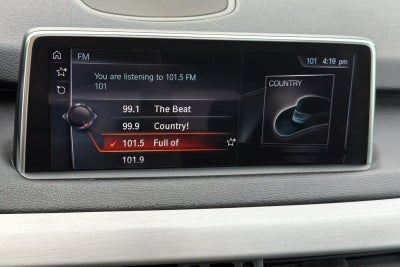 FM
101 4:19 pm
You are listening to 101.5 FM
101
COUNTRY
99.1 The Beat
99.9 Country!
101.5 Full of
101.9